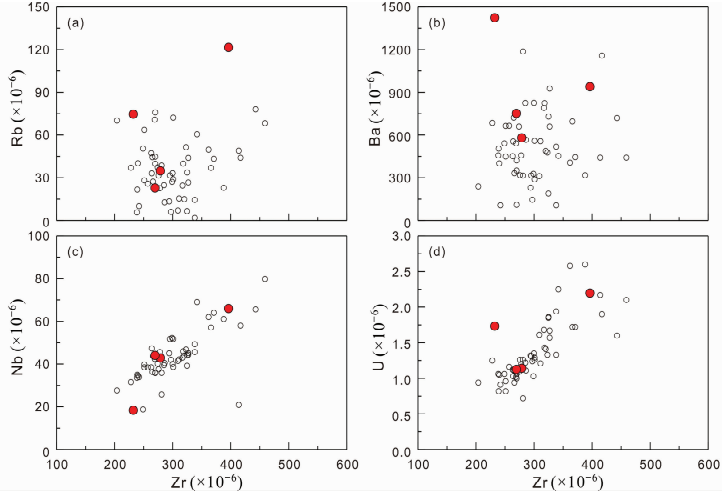 (a)
150
120
90
60
30
0
Rb (×10⁻⁶)
(b)
1500
1200
900
600
300
0
Ba (×10⁻⁶)
(c)
100
80
60
40
20
0
Nb (×10⁻⁶)
100 200 300 400 500 600
Zr (×10⁻⁶)
(d)
3.0
2.5
2.0
1.5
1.0
0.5
0.0
U (×10⁻⁶)
100 200 300 400 500 600
Zr (×10⁻⁶)